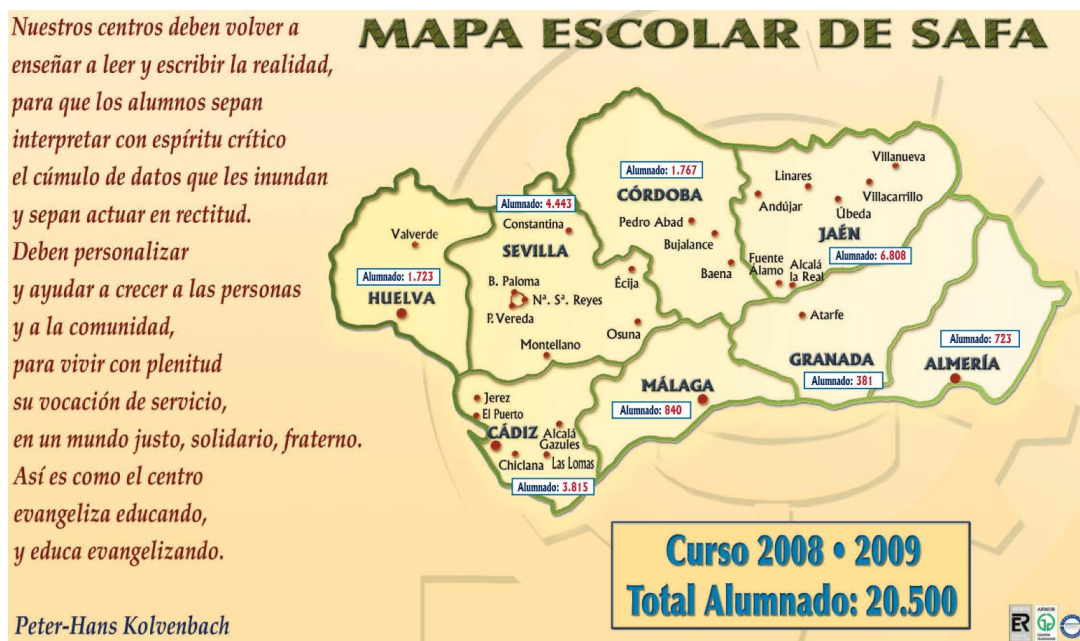 Nuestros centros deben volver a
enseñar a leer y escribir la realidad,
para que los alumnos sepan
interpretar con espíritu crítico
el cúmulo de datos que les inundan
y sepan actuar en rectitud.
Deben personalizar
y ayudar a crecer a las personas
y a la comunidad,
para vivir con plenitud
su vocación de servicio,
en un mundo justo, solidario, fraterno.
Así es como el centro
evangeliza educando,
y educa evangelizando.
Peter-Hans Kolvenbach
MAPA ESCOLAR DE SAFA
Valverde
Alumnado: 1.723
HUELVA
Alumnado: 4.443
Constantina
SEVILLA
B. Paloma
Nª. Sª. Reyes
P. Vereda
Écija
Osuna
Montellano
Alumnado: 1.767
CÓRDOBA
Pedro Abad
Bujalance
Baena
Villanueva
Linares
Villacarrillo
Andújar
Úbeda
JAÉN
Alumnado: 6.808
Fuente
Álamo
Alcalá
la Real
Atarfe
GRANADA
Alumnado: 381
Alumnado: 723
ALMERÍA
MÁLAGA
Alumnado: 840
Jerez
El Puerto
CÁDIZ
Alcalá
Gazules
Chiclana
Las Lomas
Alumnado: 3.815
Curso 2008 • 2009
Total Alumnado: 20.500
ER